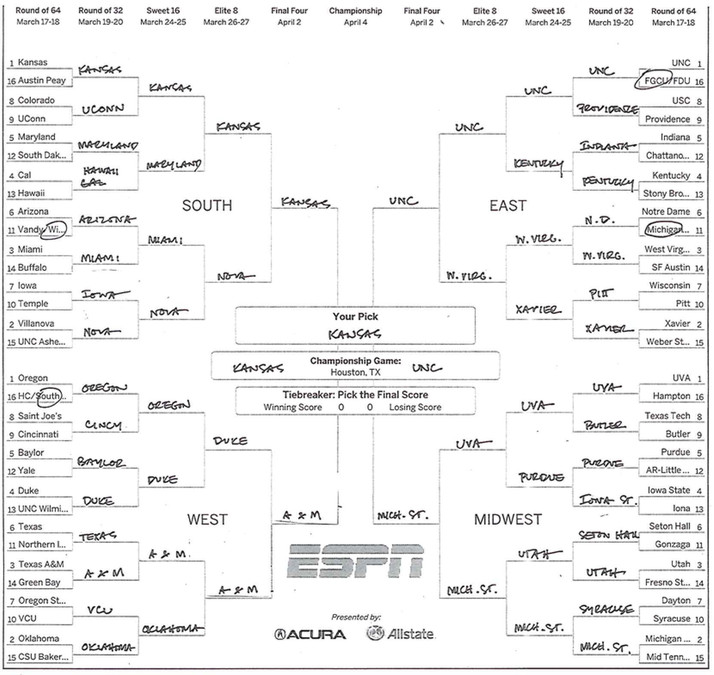 Round of 64 Round of 32 Sweet 16 Elite 8 Final Four Championship Final Four Elite 8 Sweet 16 Round of 32 Round of 64
March 17-18 March 19-20 March 24-25 March 26-27 April 2 April 4 April 2 March 26-27 March 24-25 March 19-20 March 17-18
1 Kansas
16 Austin Peay
8 Colorado
9 UConn
5 Maryland
12 South Dak...
4 Cal
13 Hawaii
6 Arizona
11 Vandy/Wi...
3 Miami
14 Buffalo
7 Iowa
10 Temple
2 Villanova
15 UNC Ashe...
KANSAS
UCONN
MARYLAND
HAWAII
CAL
ARIZONA
MIAMI
IOWA
NOVA
KANSAS
MARYLAND
MIAMI
NOVA
KANSAS
NOVA
KANSAS
SOUTH
1 Oregon
16 HC/South...
8 Saint Joe's
9 Cincinnati
5 Baylor
12 Yale
4 Duke
13 UNC Wilmi...
6 Texas
11 Northern I...
3 Texas A&M
14 Green Bay
7 Oregon St...
10 VCU
2 Oklahoma
15 CSU Baker...
OREGON
CINCY
BAYLOR
DUKE
TEXAS
A & M
VCU
OKLAHOMA
OREGON
DUKE
A & M
OKLAHOMA
DUKE
A & M
A & M
WEST
Your Pick
KANSAS
Championship Game:
KANSAS Houston, TX UNC
Tiebreaker: Pick the Final Score
Winning Score 0 0 Losing Score
ESPN
Presented by:
ACURA Allstate
UNC 1
FGCU/FDU 16
USC 8
Providence 9
Indiana 5
Chattano... 12
Kentucky 4
Stony Bro... 13
Notre Dame 6
Michigan... 11
West Virg... 3
SF Austin 14
Wisconsin 7
Pitt 10
Xavier 2
Weber St... 15
UNC
PROVIDENZE
INDIANA
KENTUCKY
N.D.
W.VIRG.
PITT
XAVIER
UNC
KENTUCKY
W.VIRG.
XAVIER
UNC
W.VIRG.
UNC
EAST
UVA 1
Hampton 16
Texas Tech 8
Butler 9
Purdue 5
AR-Little ... 12
Iowa State 4
Iona 13
Seton Hall 6
Gonzaga 11
Utah 3
Fresno St... 14
Dayton 7
Syracuse 10
Michigan ... 2
Mid Tenn... 15
UVA
BUTLER
PURDUE
IOWA ST.
SETON HALL
UTAH
SYRACUSE
MICH. ST.
UVA
PURDUE
UTAH
MICH. ST.
UVA
MICH. ST.
MICH. ST.
MIDWEST